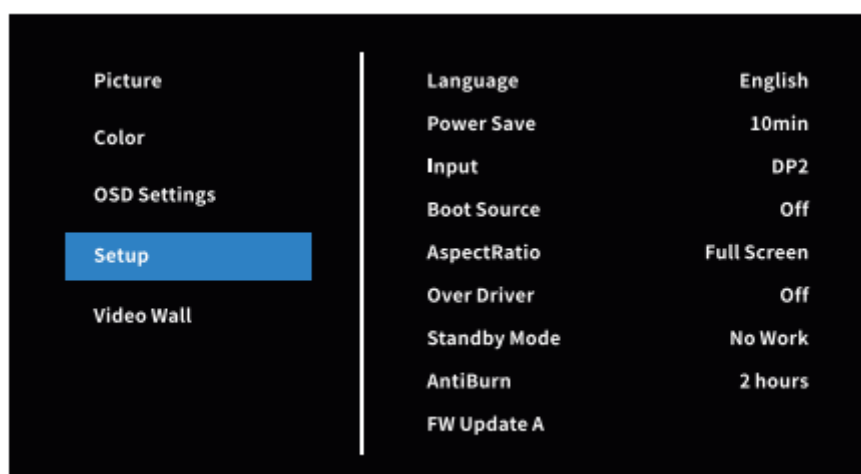 Picture
Color
OSD Settings
Setup
Video Wall
Language English
Power Save 10min
Input DP2
Boot Source Off
AspectRatio Full Screen
Over Driver Off
Standby Mode No Work
AntiBurn 2 hours
FW Update A